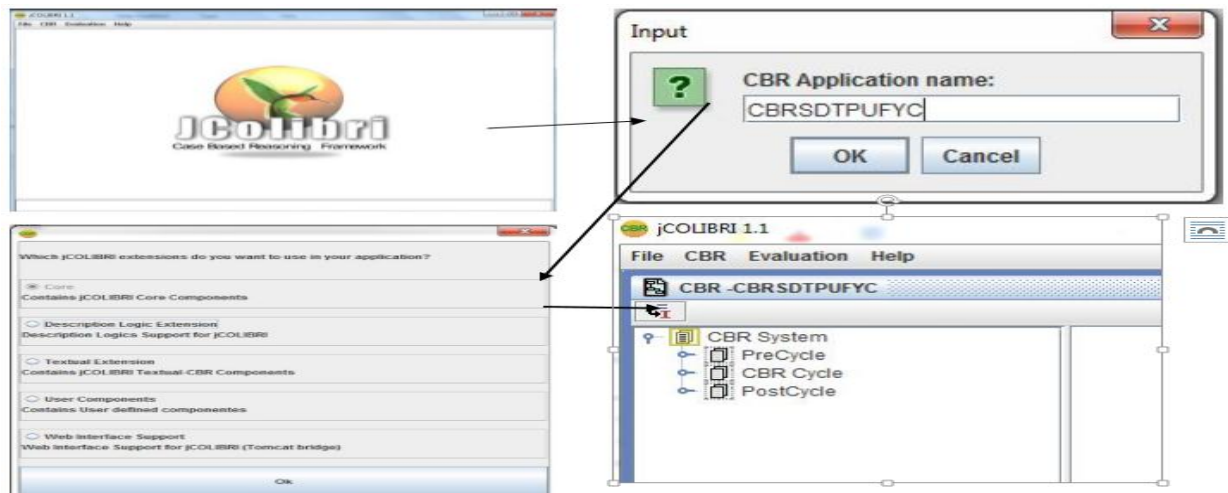 jCOLIBRI 1.1
File CBR Evaluation Help
JColibri
Case Based Reasoning Framework
Input
?
CBR Application name:
CBRSDTPUFYC
OK Cancel
Which jCOLIBRI extensions do you want to use in your application?
Core
Contains jCOLIBRI Core Components
Description Logic Extension
Description Logics Support for jCOLIBRI
Textual Extension
Contains jCOLIBRI Textual-CBR Components
User Components
Contains User defined componentes
Web Interface Support
Web Interface Support for jCOLIBRI (Tomcat bridge)
Ok
CBR jCOLIBRI 1.1
File CBR Evaluation Help
CBR -CBRSDTPUFYC
CBR System
PreCycle
CBR Cycle
PostCycle